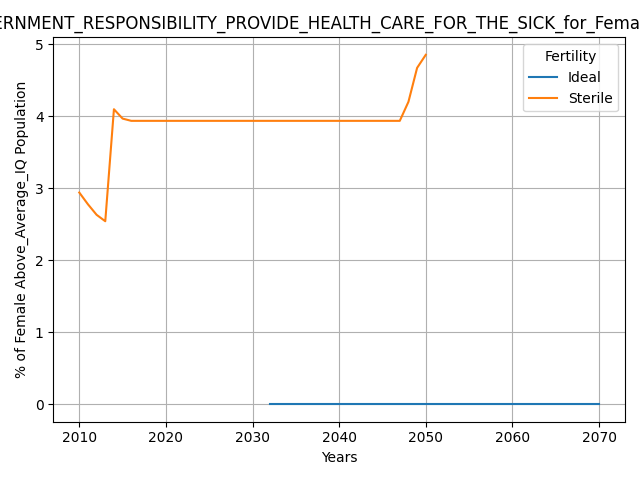 ERNMENT_RESPONSIBILITY_PROVIDE_HEALTH_CARE_FOR_THE_SICK_for_Fema
% of Female Above_Average_IQ Population
5
4
3
2
1
0
Fertility
Ideal
Sterile
2010 2020 2030 2040 2050 2060 2070
Years